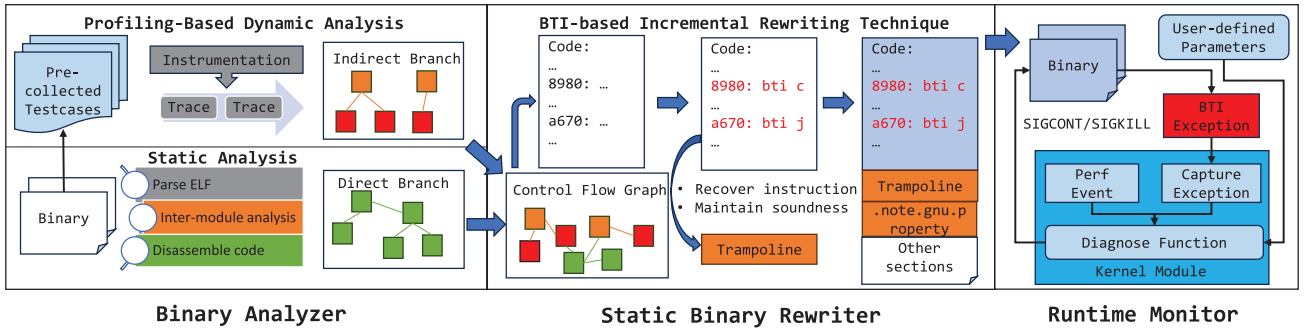 Profiling-Based Dynamic Analysis
Pre-
collected
Testcases
Instrumentation
Trace
Trace
Indirect Branch
Static Analysis
Binary
Parse ELF
Inter-module analysis
Disassemble code
Direct Branch
Binary Analyzer
BTI-based Incremental Rewriting Technique
Code:
…
8980: …
…
a670: …
…
Code:
…
8980: bti c
…
a670: bti j
…
Code:
…
8980: bti c
…
a670: bti j
…
Control Flow Graph
• Recover instruction
• Maintain soundness
Trampoline
Trampoline
.note.gnu.p
roperty
Other
sections
Static Binary Rewriter
Binary
User-defined
Parameters
SIGCONT/SIGKILL
BTI
Exception
Perf
Event
Capture
Exception
Diagnose Function
Kernel Module
Runtime Monitor